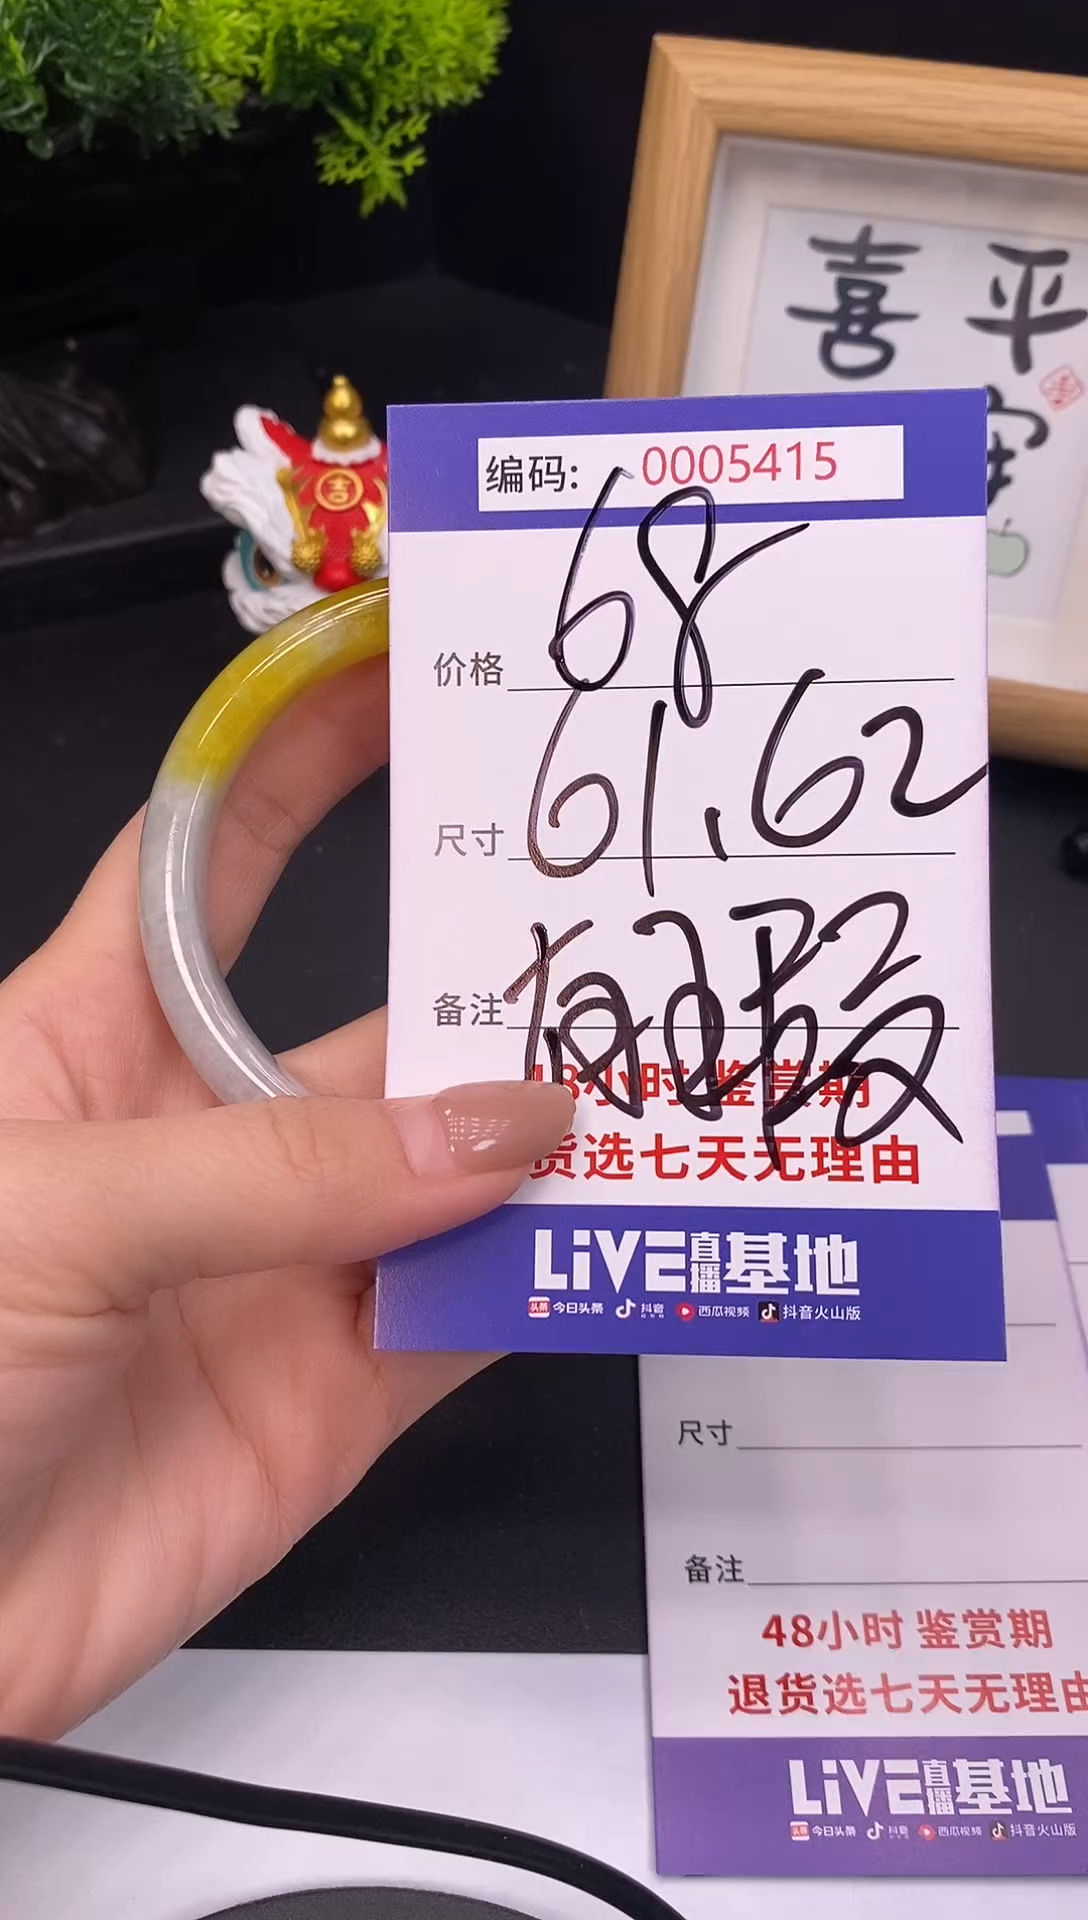 喜平
安
编码: 0005415
价格 68
尺寸 61.62
备注 有瑕
48小时 鉴赏期
货选七天无理由
LiVE直播基地
头条 今日头条 抖音 西瓜视频 抖音火山版
尺寸
备注
48小时 鉴赏期
退货选七天无理由
LiVE直播基地
头条 今日头条 抖音 西瓜视频 抖音火山版